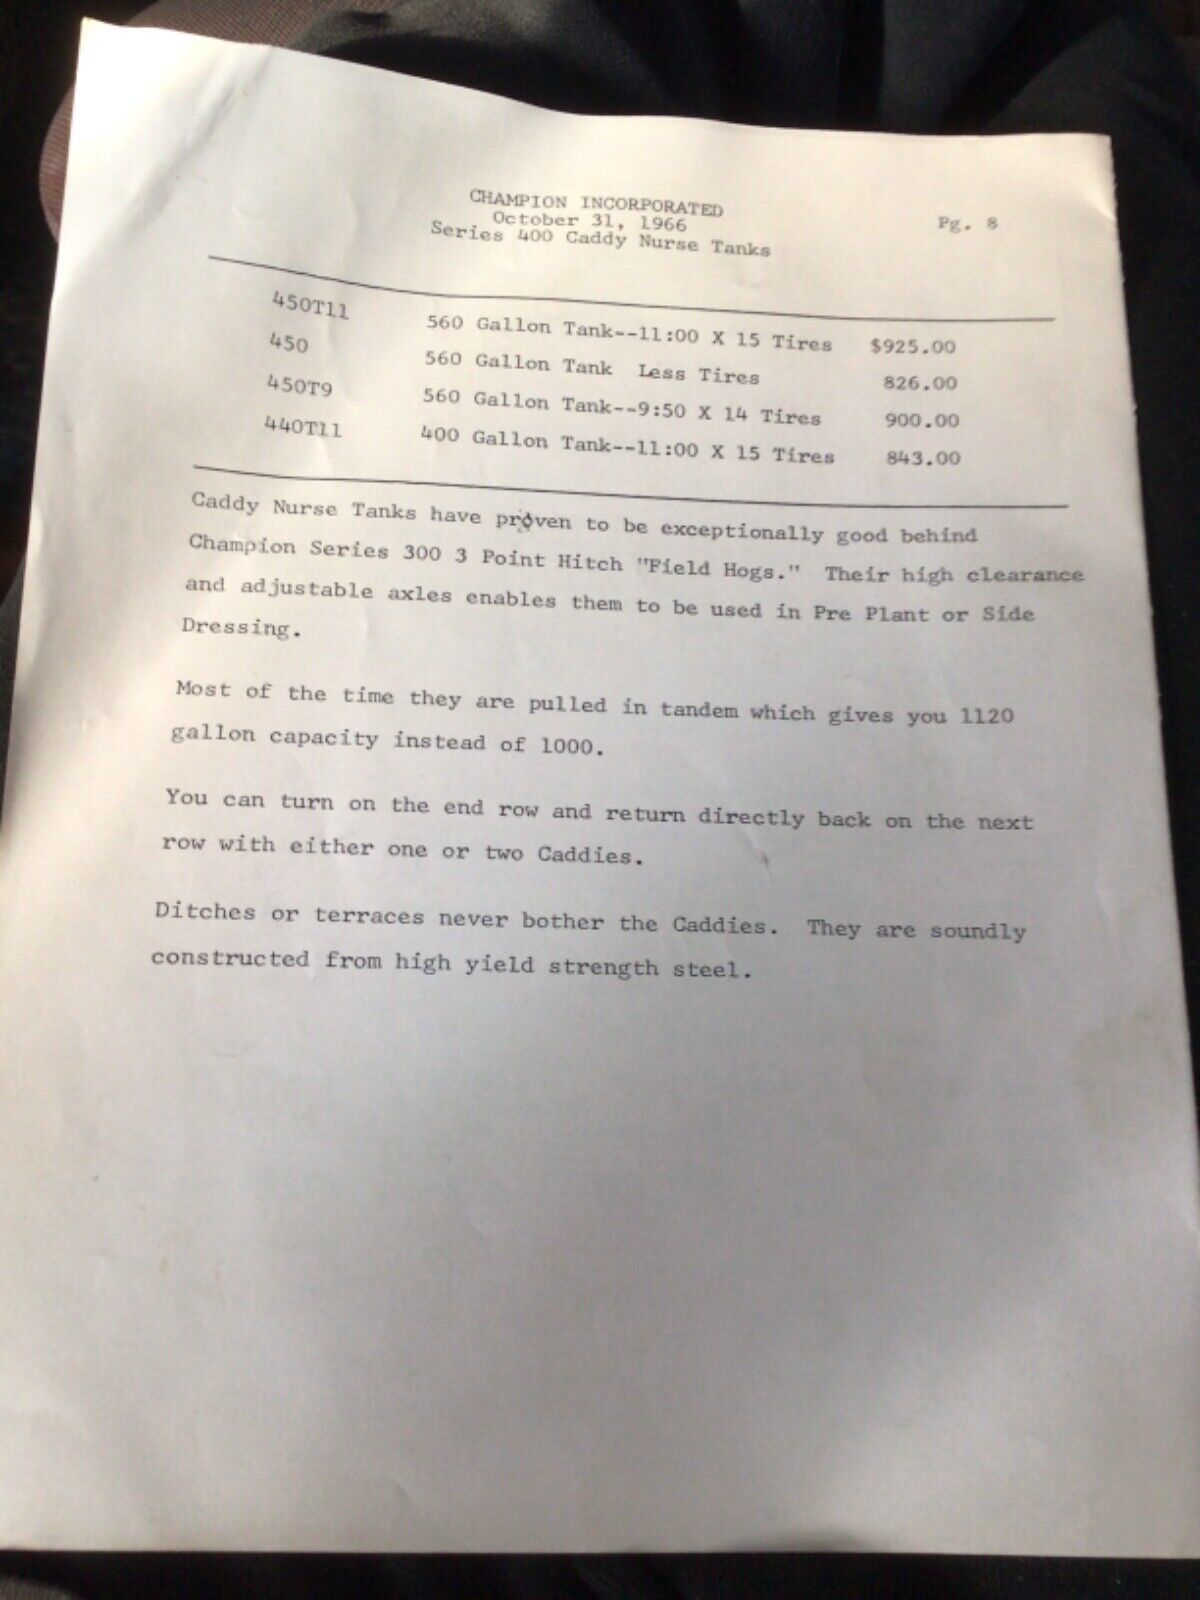 CHAMPION INCORPORATED
October 31, 1966
Pg. 8
Series 400 Caddy Nurse Tanks
450T11 560 Gallon Tank--11:00 X 15 Tires $925.00
450 560 Gallon Tank Less Tires 826.00
450T9 560 Gallon Tank--9:50 X 14 Tires 900.00
440T11 400 Gallon Tank--11:00 X 15 Tires 843.00
Caddy Nurse Tanks have proven to be exceptionally good behind
Champion Series 300 3 Point Hitch "Field Hogs." Their high clearance
and adjustable axles enables them to be used in Pre Plant or Side
Dressing.
Most of the time they are pulled in tandem which gives you 1120
gallon capacity instead of 1000.
You can turn on the end row and return directly back on the next
row with either one or two Caddies.
Ditches or terraces never bother the Caddies. They are soundly
constructed from high yield strength steel.